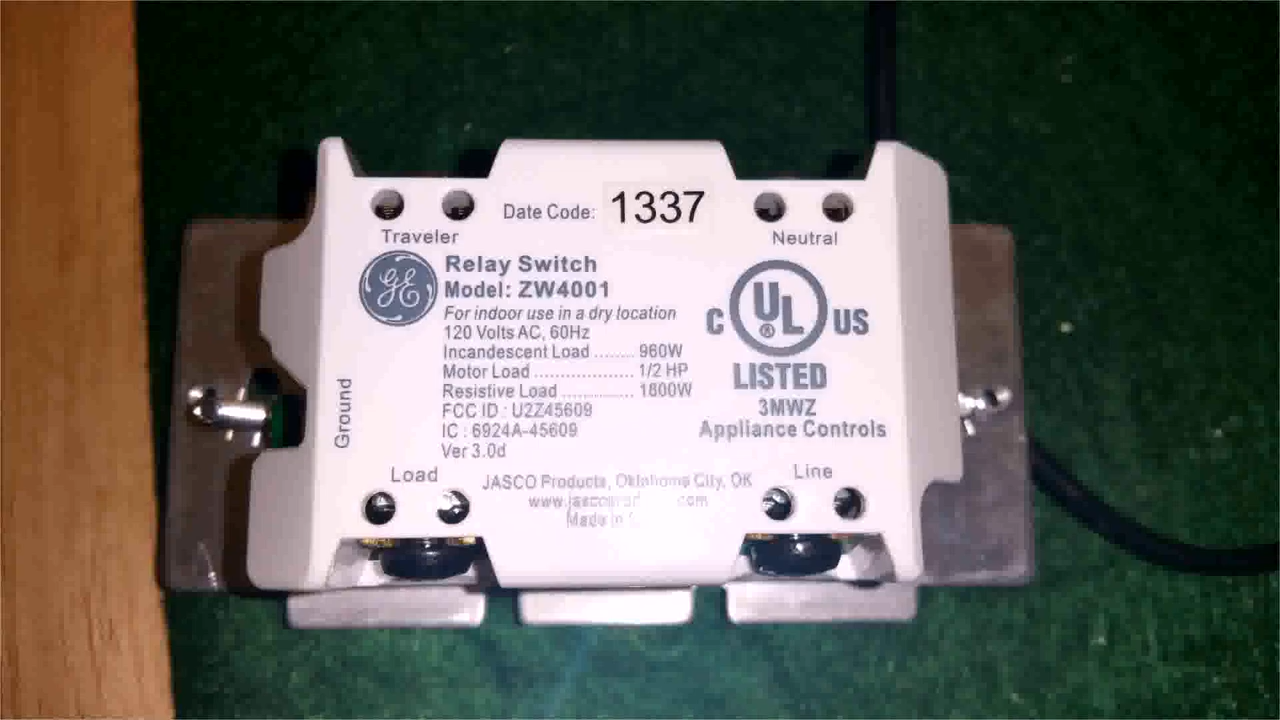 Date Code: 1337
Traveler
Neutral
GE
Relay Switch
Model: ZW4001
For indoor use in a dry location
120 Volts AC, 60Hz
Incandescent Load ........ 960W
Motor Load .................... 1/2 HP
Resistive Load ............... 1800W
FCC ID : U2Z45609
IC : 6924A-45609
Ver 3.0d
C UL ® US
LISTED
3MWZ
Appliance Controls
Ground
Load
Line
JASCO Products, Oklahoma City, OK
Made in